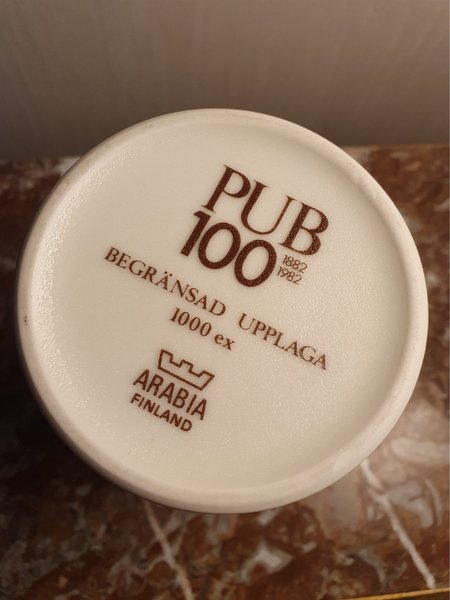 PUB
100 1882
1982
BEGRÄNSAD UPPLAGA
1000 ex
ARABIA
FINLAND